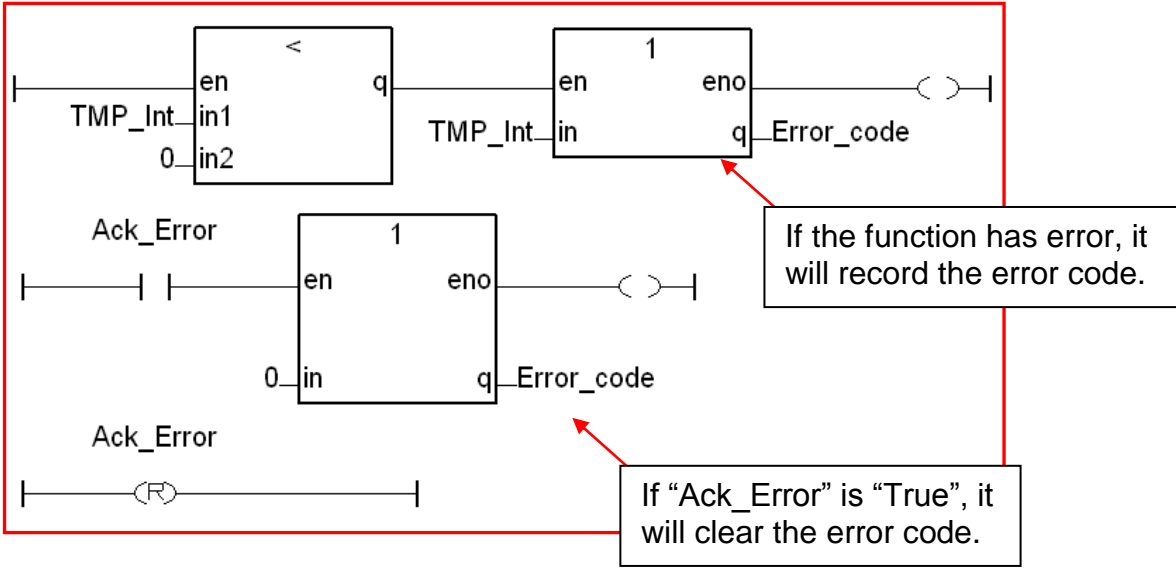 <
1
en
q
en
eno
TMP_Int
in1
TMP_Int
in
q
Error_code
0
in2
If the function has error, it
will record the error code.
Ack_Error
1
en
eno
0
in
q
Error_code
Ack_Error
R
If “Ack_Error” is “True”, it
will clear the error code.